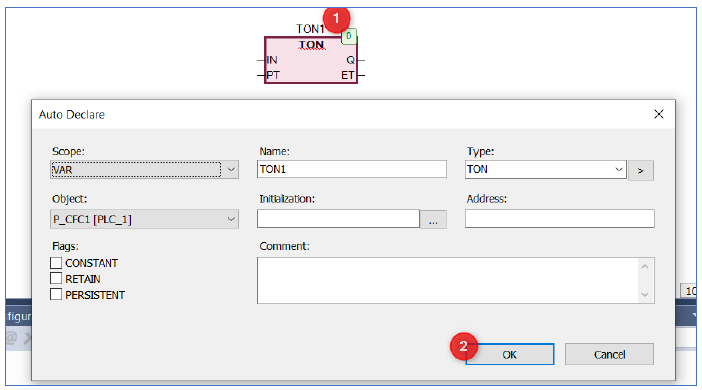 1
TON1
0
TON
IN Q
PT ET
Auto Declare
Scope: Name: Type:
VAR TON1 TON >
Object: Initialization: Address:
P_CFC1 [PLC_1] ...
Flags: Comment:
CONSTANT
RETAIN
PERSISTENT
10
figur
@
2
OK Cancel